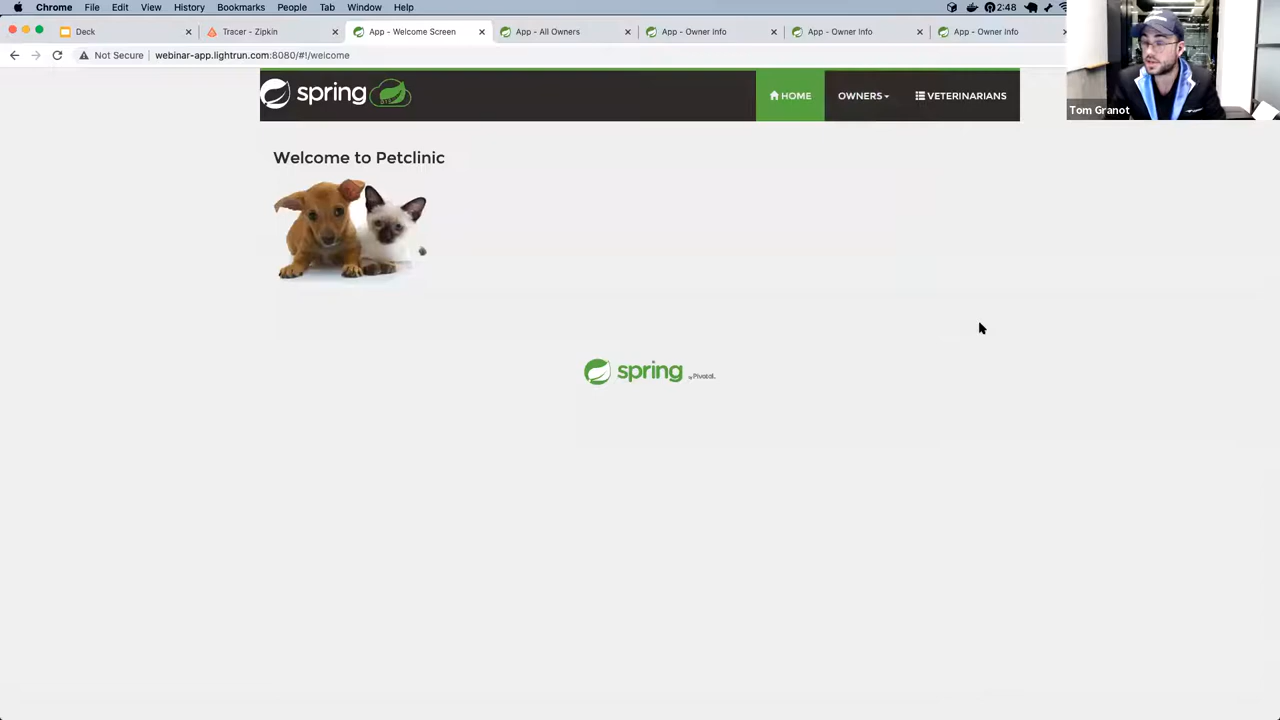 Chrome File Edit View History Bookmarks People Tab Window Help 2:48
Deck
Tracer - Zipkin
App - Welcome Screen
App - All Owners
App - Owner Info
App - Owner Info
App - Owner Info
Not Secure webinar-app.lightrun.com:8080/#!/welcome
Tom Granot
spring
HOME
OWNERS
VETERINARIANS
Welcome to Petclinic
spring by Pivotal.